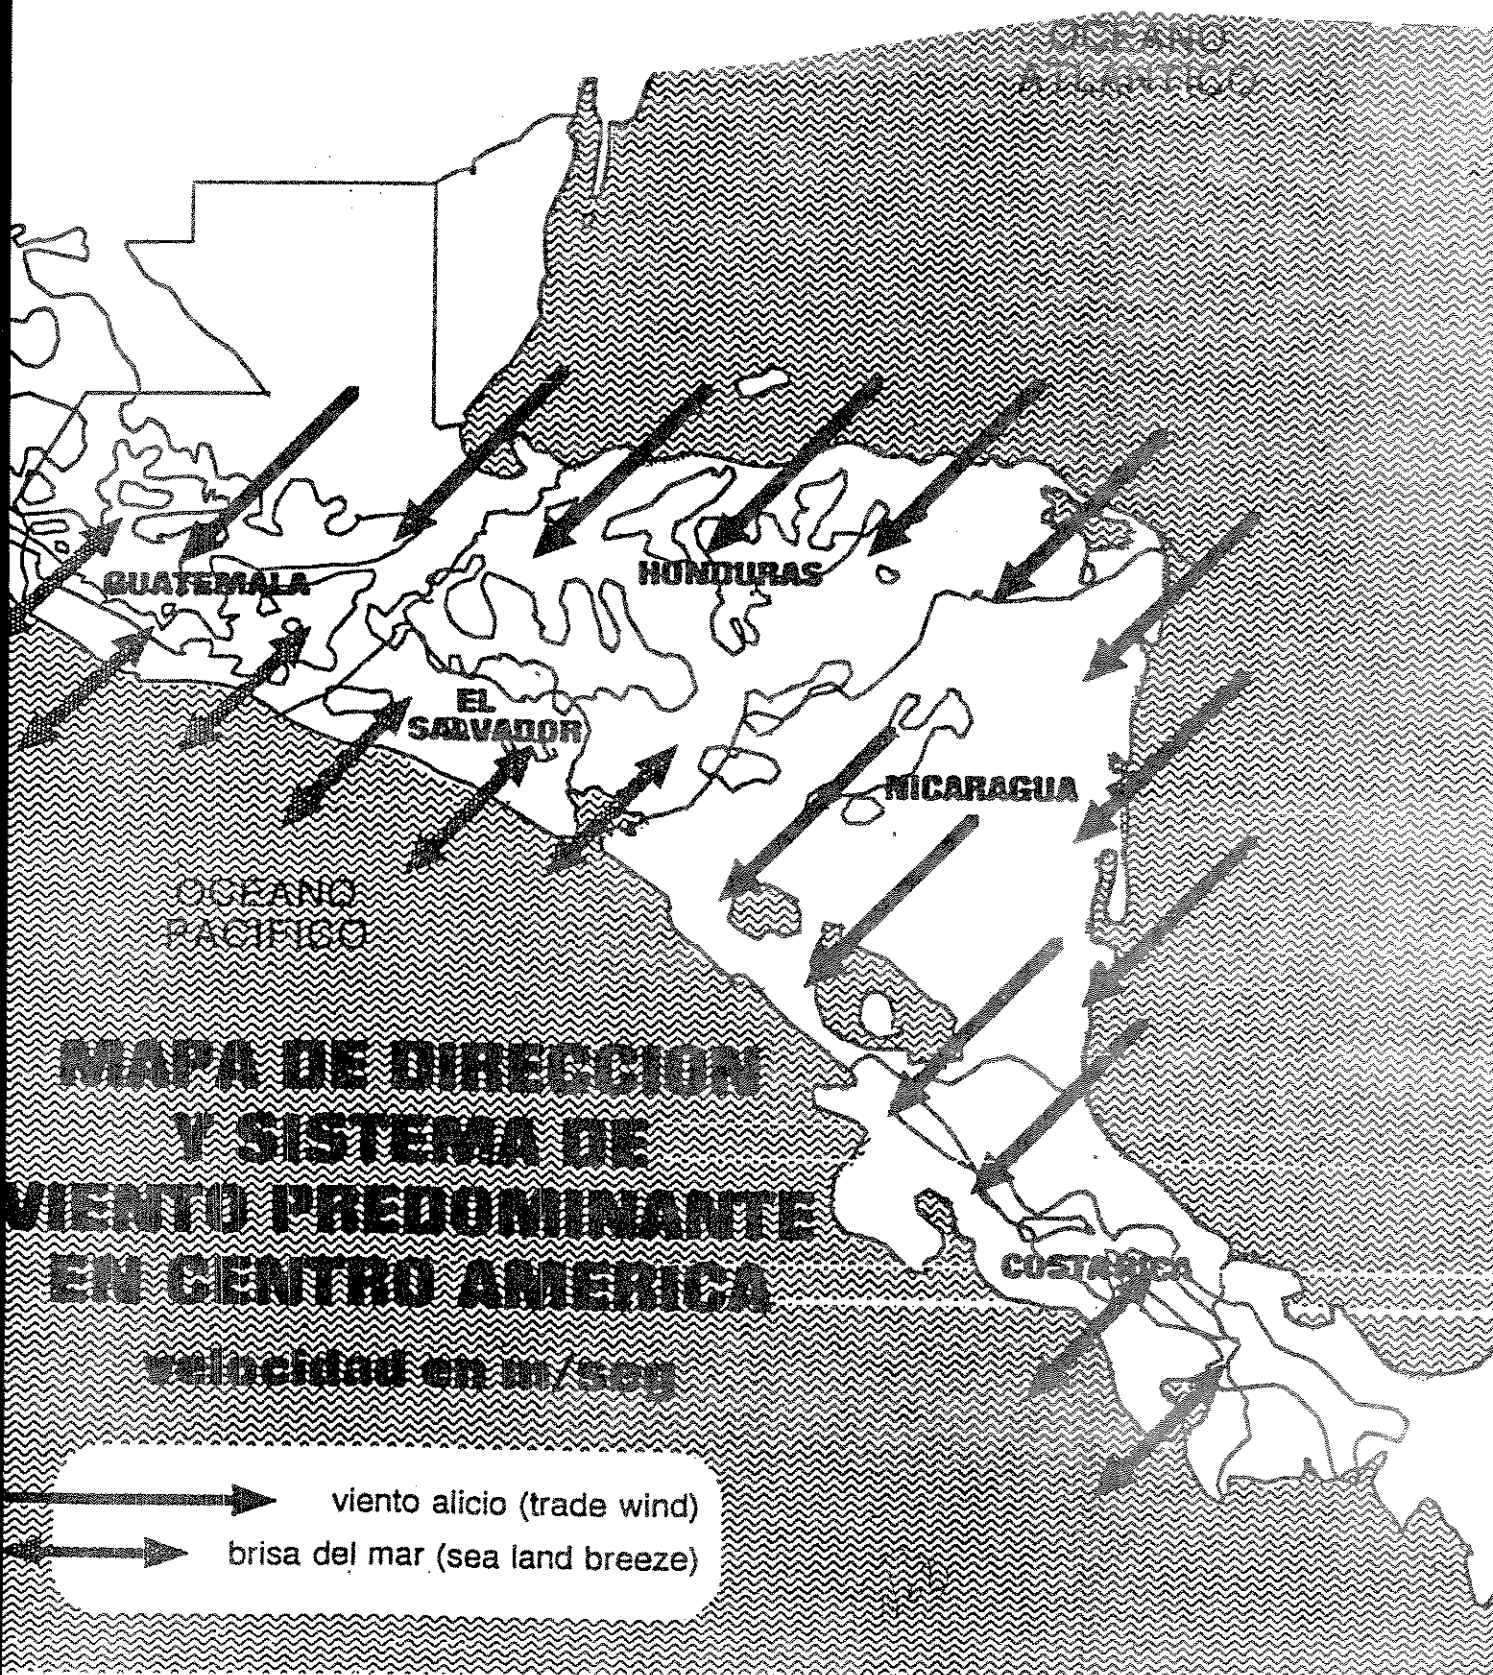 OCEANO
ATLANTICO
GUATEMALA
HONDURAS
EL
SALVADOR
NICARAGUA
OCEANO
PACIFICO
MAPA DE DIRECCION
Y SISTEMA DE
VIENTO PREDOMINANTE
EN CENTRO AMERICA
velocidad en m/seg
COSTA RICA
viento alicio (trade wind)
brisa del mar (sea land breeze)